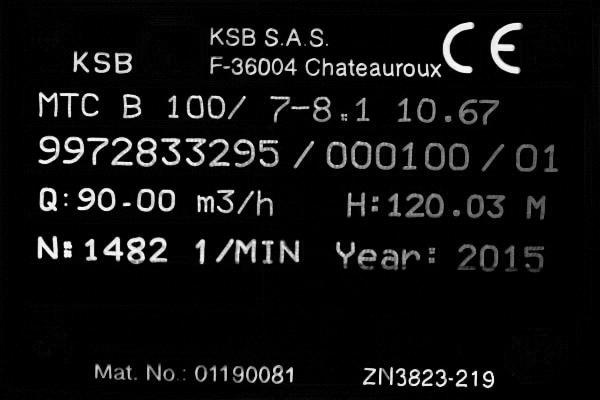 KSB S.A.S.
KSB F-36004 Chateauroux CE
MTC B 100/ 7-8.1 10.67
9972833295/000100/01
Q:90.00 m3/h H:120.03 M
N:1482 1/MIN Year: 2015
Mat. No.: 01190081 ZN3823-219